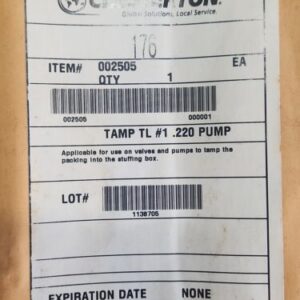 Global Solutions, Local Service.
176
ITEM# 002505 EA
QTY 1
002505 000001
TAMP TL #1 .220 PUMP
Applicable for use on valves and pumps to tamp the
packing into the stuffing box.
LOT#
1138705
EXPIRATION DATE NONE